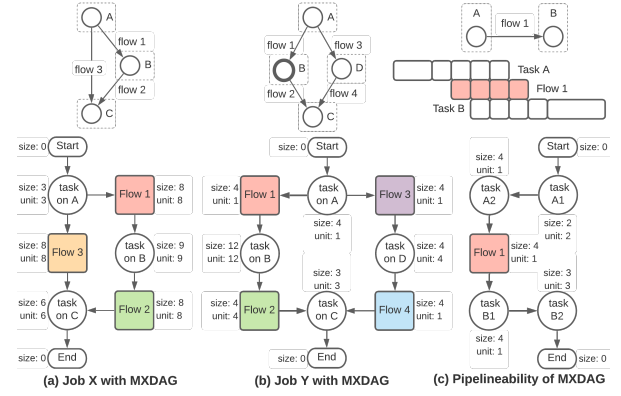 A
flow 1
flow 3
B
flow 2
C
Start
size: 0
size: 3
unit: 3
task
on A
Flow 1
size: 8
unit: 8
size: 8
unit: 8
Flow 3
task
on B
size: 9
unit: 9
size: 6
unit: 6
task
on C
Flow 2
size: 8
unit: 8
size: 0
End
(a) Job X with MXDAG
A
flow 1
flow 3
B
D
flow 2
flow 4
C
size: 0
Start
size: 4
unit: 1
Flow 1
task
on A
Flow 3
size: 4
unit: 1
size: 4
unit: 1
size: 12
unit: 12
task
on B
task
on D
size: 4
unit: 4
size: 3
unit: 3
size: 4
unit: 4
Flow 2
task
on C
Flow 4
size: 4
unit: 1
size: 0
End
(b) Job Y with MXDAG
A
B
flow 1
Task A
Flow 1
Task B
Start
size: 0
size: 4
unit: 1
task
A2
task
A1
size: 2
unit: 2
Flow 1
size: 4
unit: 1
size: 3
unit: 3
task
B1
task
B2
size: 4
unit: 1
End
size: 0
(c) Pipelineability of MXDAG